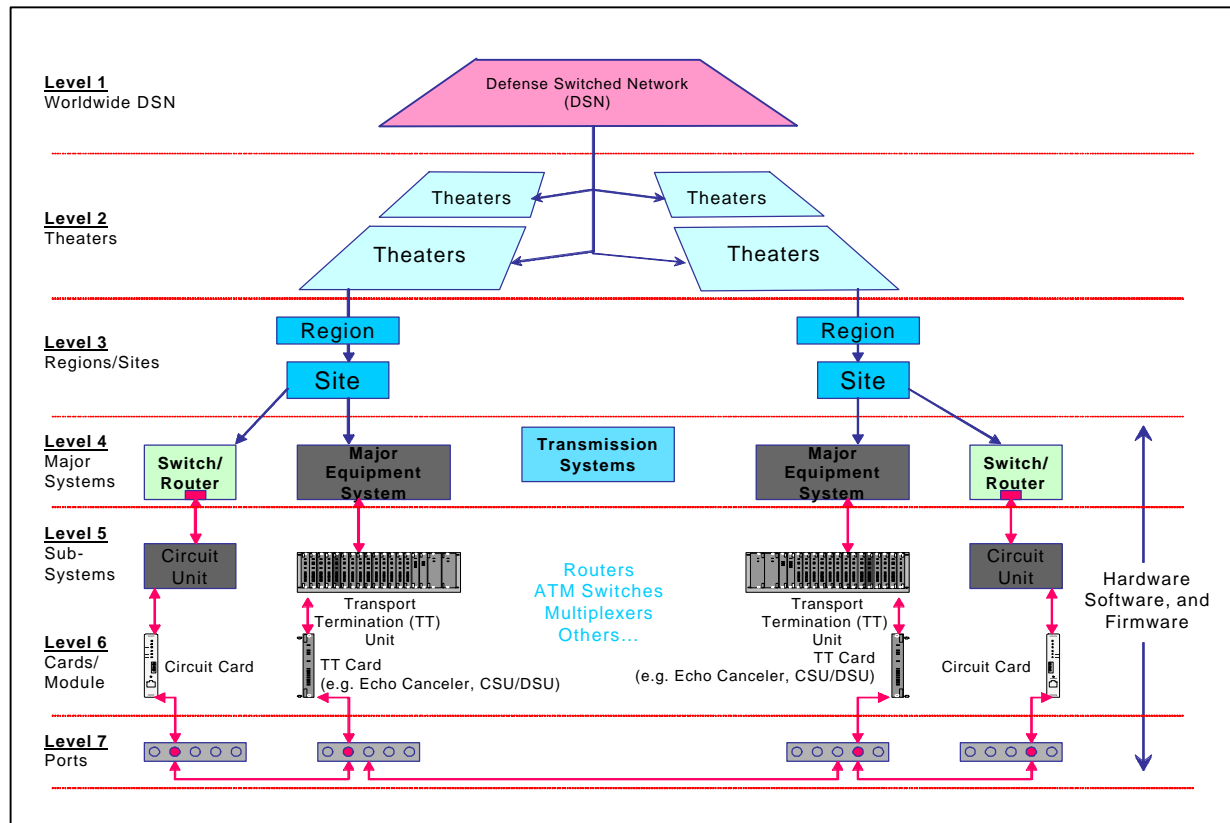 Level 1
Worldwide DSN
Defense Switched Network
(DSN)
Level 2
Theaters
Theaters
Theaters
Theaters
Theaters
Level 3
Regions/Sites
Region
Site
Region
Site
Level 4
Major
Systems
Switch/
Router
Major
Equipment
System
Transmission
Systems
Major
Equipment
System
Switch/
Router
Level 5
Sub-
Systems
Circuit
Unit
Transport
Termination (TT)
Unit
Routers
ATM Switches
Multiplexers
Others...
Transport
Termination (TT)
Unit
Circuit
Unit
Hardware
Software, and
Firmware
Level 6
Cards/
Module
Circuit Card
TT Card
(e.g. Echo Canceler, CSU/DSU)
TT Card
(e.g. Echo Canceler, CSU/DSU)
Circuit Card
Level 7
Ports